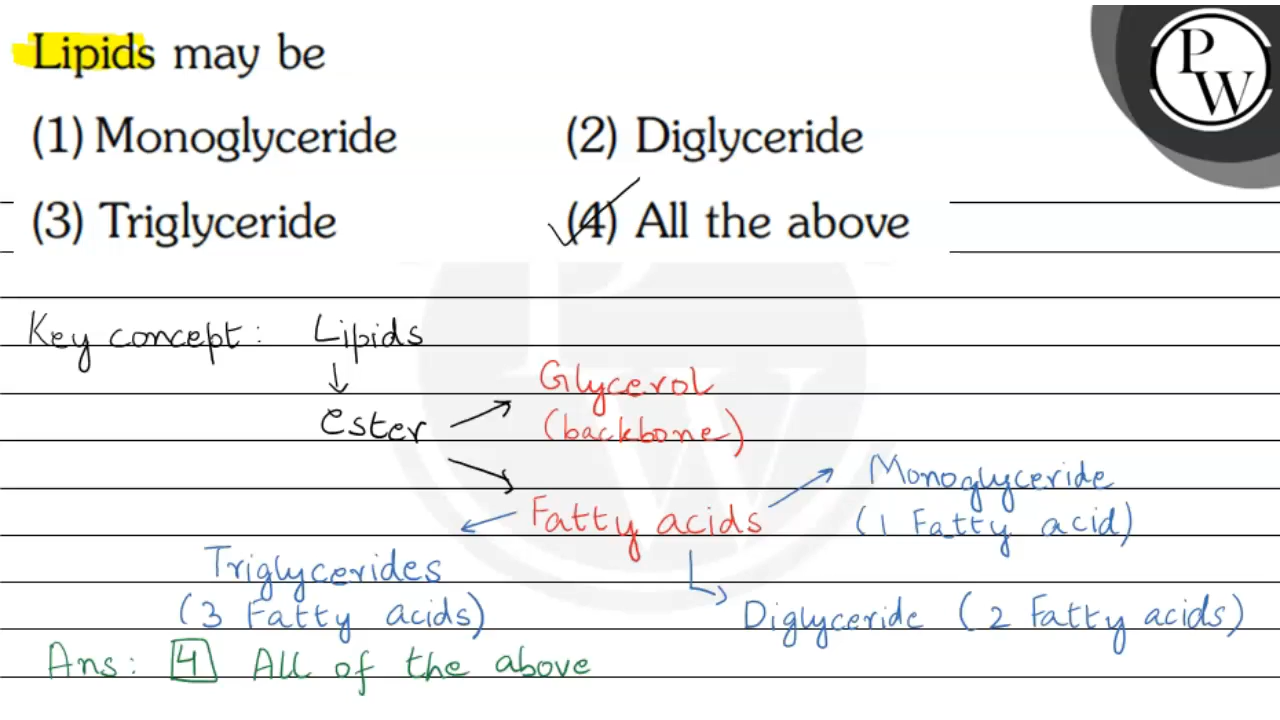 Lipids may be
(1) Monoglyceride (2) Diglyceride
(3) Triglyceride (4) All the above
PW
Key concept: Lipids
Glycerol
ester
(backbone)
Monoglyceride
Fatty acids
(1 Fatty acid)
Triglycerides
(3 Fatty acids)
Diglyceride (2 Fatty acids)
Ans: 4 All of the above